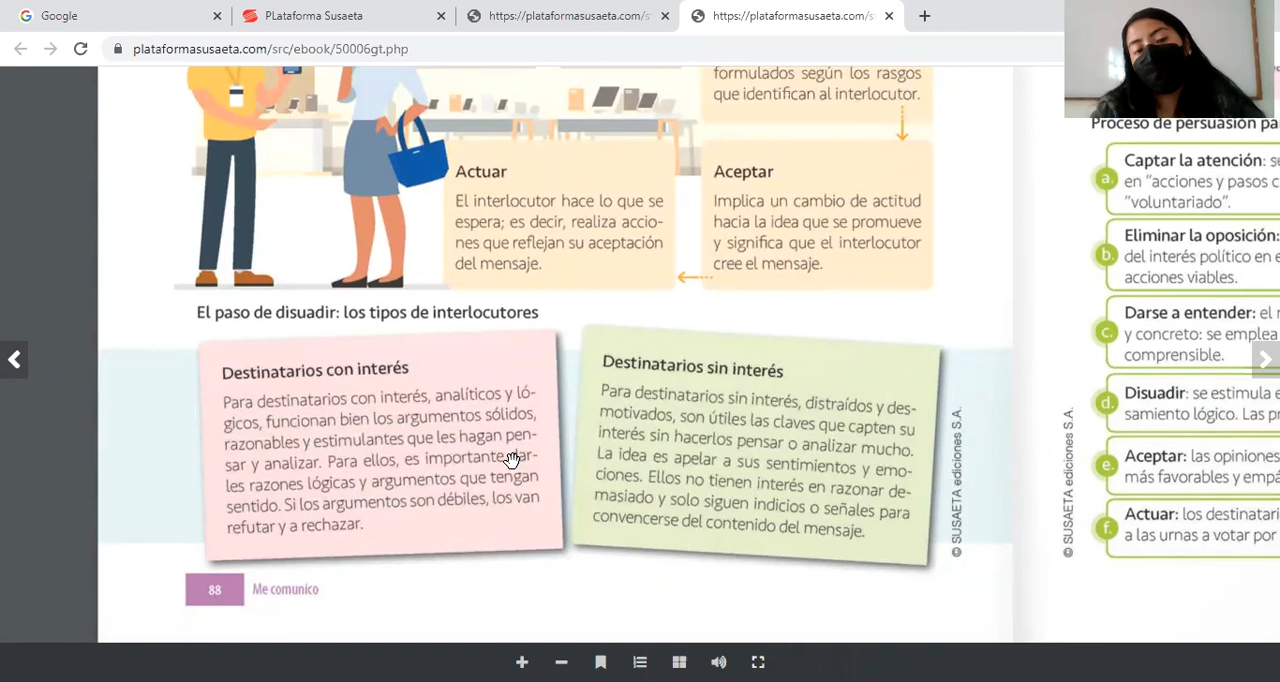 Google
PLataforma Susaeta
https://plataformasusaeta.com/s
https://plataformasusaeta.com/s
plataformasusaeta.com/src/ebook/50006gt.php
formulados según los rasgos
que identifican al interlocutor.
Actuar
El interlocutor hace lo que se
espera; es decir, realiza accio-
nes que reflejan su aceptación
del mensaje.
Aceptar
Implica un cambio de actitud
hacia la idea que se promueve
y significa que el interlocutor
cree el mensaje.
El paso de disuadir: los tipos de interlocutores
Destinatarios con interés
Para destinatarios con interés, analíticos y ló-
gicos, funcionan bien los argumentos sólidos,
razonables y estimulantes que les hagan pen-
sar y analizar. Para ellos, es importante
les razones lógicas y argumentos que tengan
sentido. Si los argumentos son débiles, los van
refutar y a rechazar.
Destinatarios sin interés
Para destinatarios sin interés, distraídos y des-
motivados, son útiles las claves que capten su
interés sin hacerlos pensar o analizar mucho.
La idea es apelar a sus sentimientos y emo-
ciones. Ellos no tienen interés en razonar de-
masiado y solo siguen indicios o señales para
convencerse del contenido del mensaje.
© SUSAETA ediciones S.A.
88 Me comunico
© SUSAETA ediciones S.A.
Proceso de persuasión pa
a. Captar la atención: se
en "acciones y pasos c
"voluntariado".
b. Eliminar la oposición:
del interés político en e
acciones viables.
c. Darse a entender: el
y concreto: se emplea
comprensible.
d. Disuadir: se estimula e
samiento lógico. Las p
e. Aceptar: las opiniones
más favorables y empá
f. Actuar: los destinatari
a las urnas a votar por